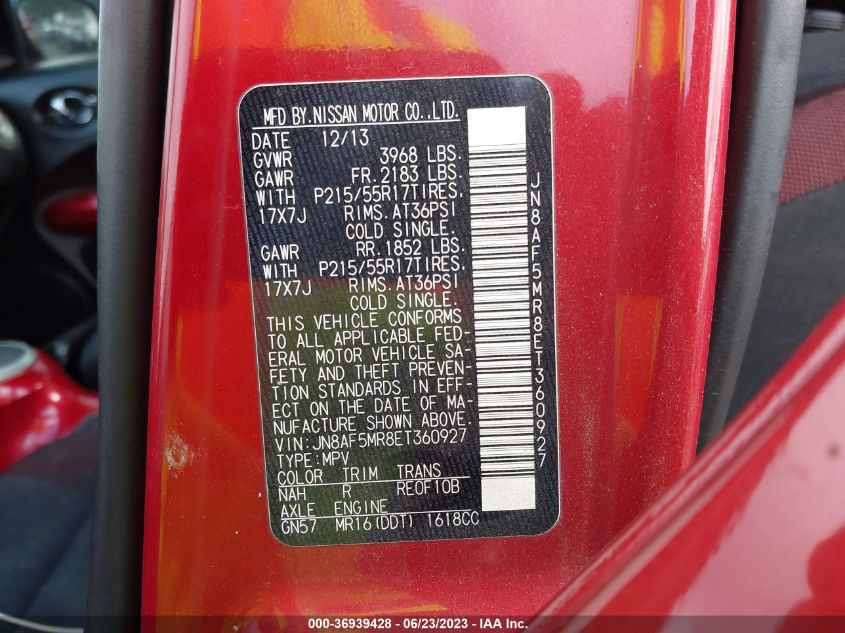 MFD BY.NISSAN MOTOR CO.,LTD.
DATE 12/13
GVWR 3968 LBS.
GAWR FR.2183 LBS.
WITH P215/55R17TIRES.
17X7J RIMS.AT36PSI
COLD SINGLE.
GAWR RR.1852 LBS.
WITH P215/55R17TIRES.
17X7J RIMS.AT36PSI
COLD SINGLE.
THIS VEHICLE CONFORMS
TO ALL APPLICABLE FED-
ERAL MOTOR VEHICLE SA-
FETY AND THEFT PREVEN-
TION STANDARDS IN EFF-
ECT ON THE DATE OF MA-
NUFACTURE SHOWN ABOVE.
VIN:JN8AF5MR8ET360927
TYPE:MPV
COLOR TRIM TRANS
NAH R RE0F10B
AXLE ENGINE
GN57 MR16(DDT) 1618CC
JN8AF5MR8ET360927
000-36939428 - 06/23/2023 - IAA Inc.